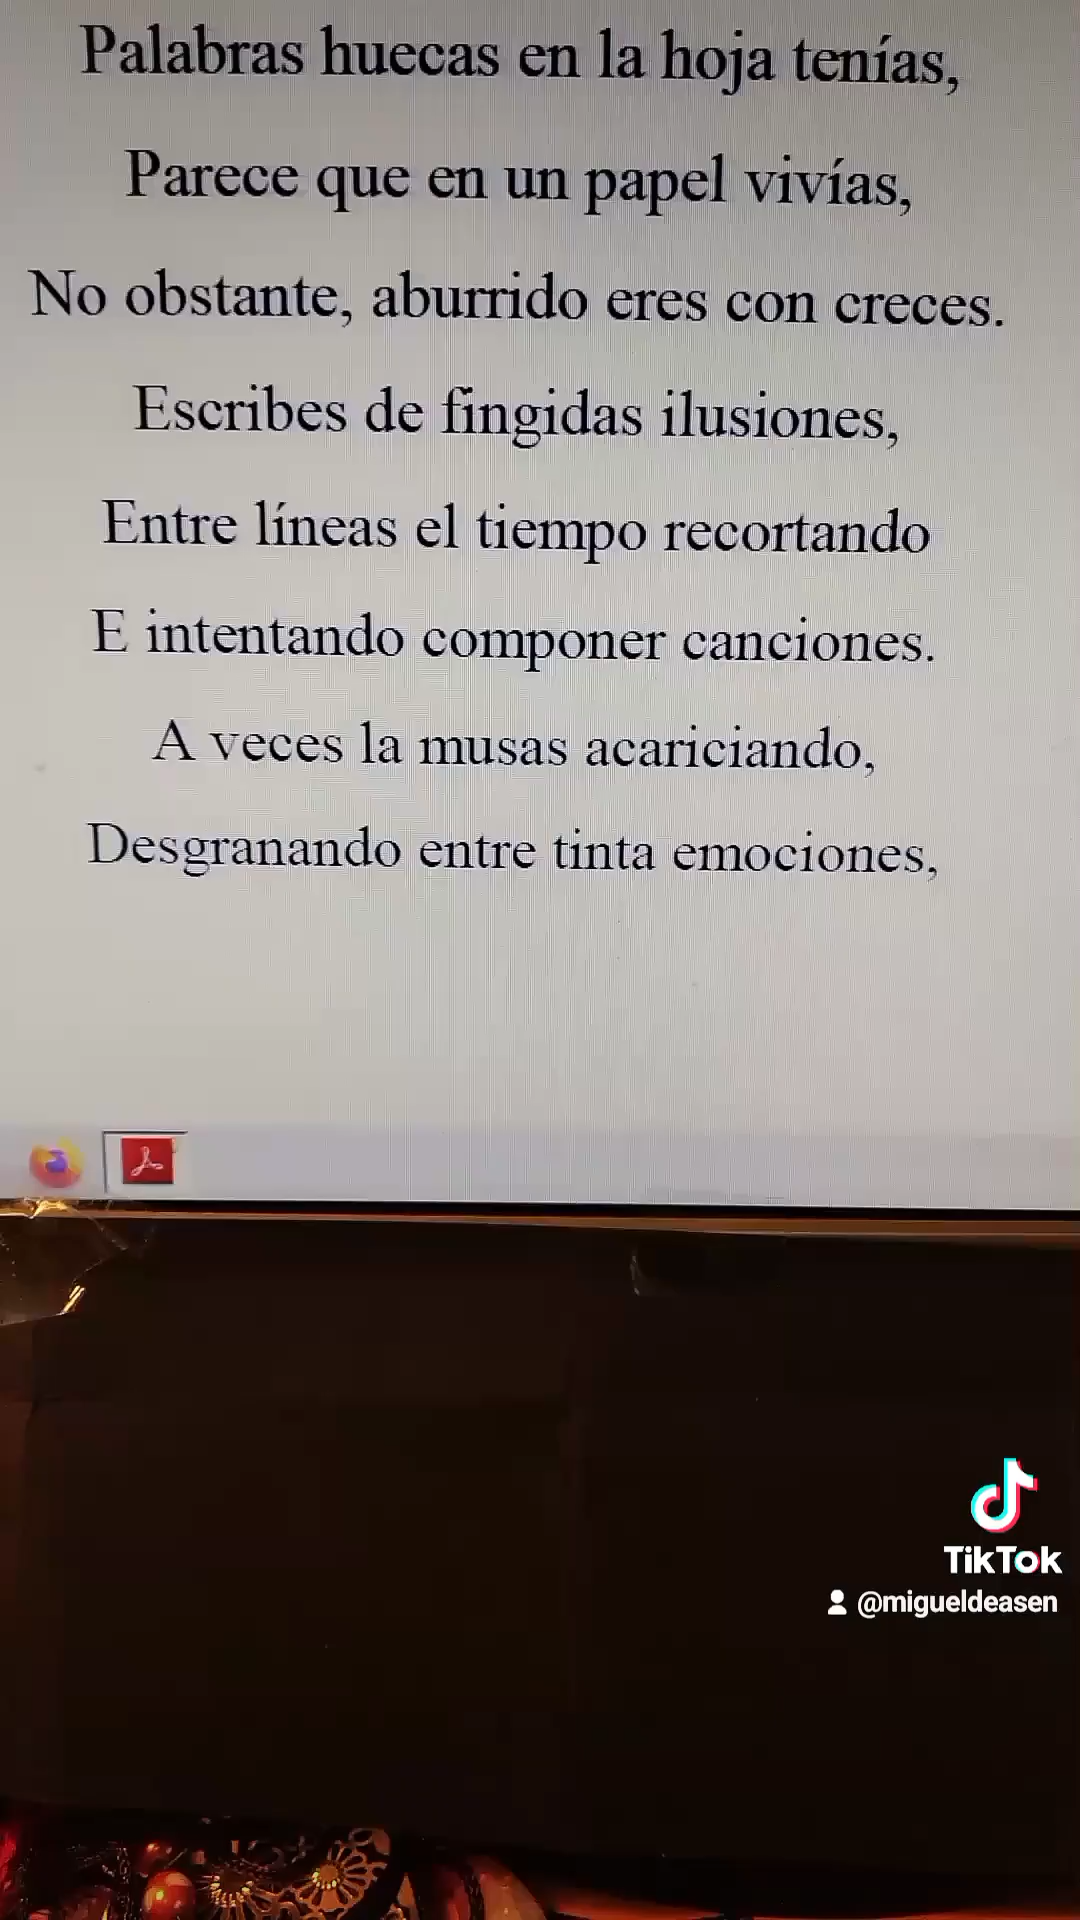 Palabras huecas en la hoja tenías,
Parece que en un papel vivías,
No obstante, aburrido eres con creces.
Escribes de fingidas ilusiones,
Entre líneas el tiempo recortando
E intentando componer canciones.
A veces la musas acariciando,
Desgranando entre tinta emociones,
TikTok
@migueldeasen